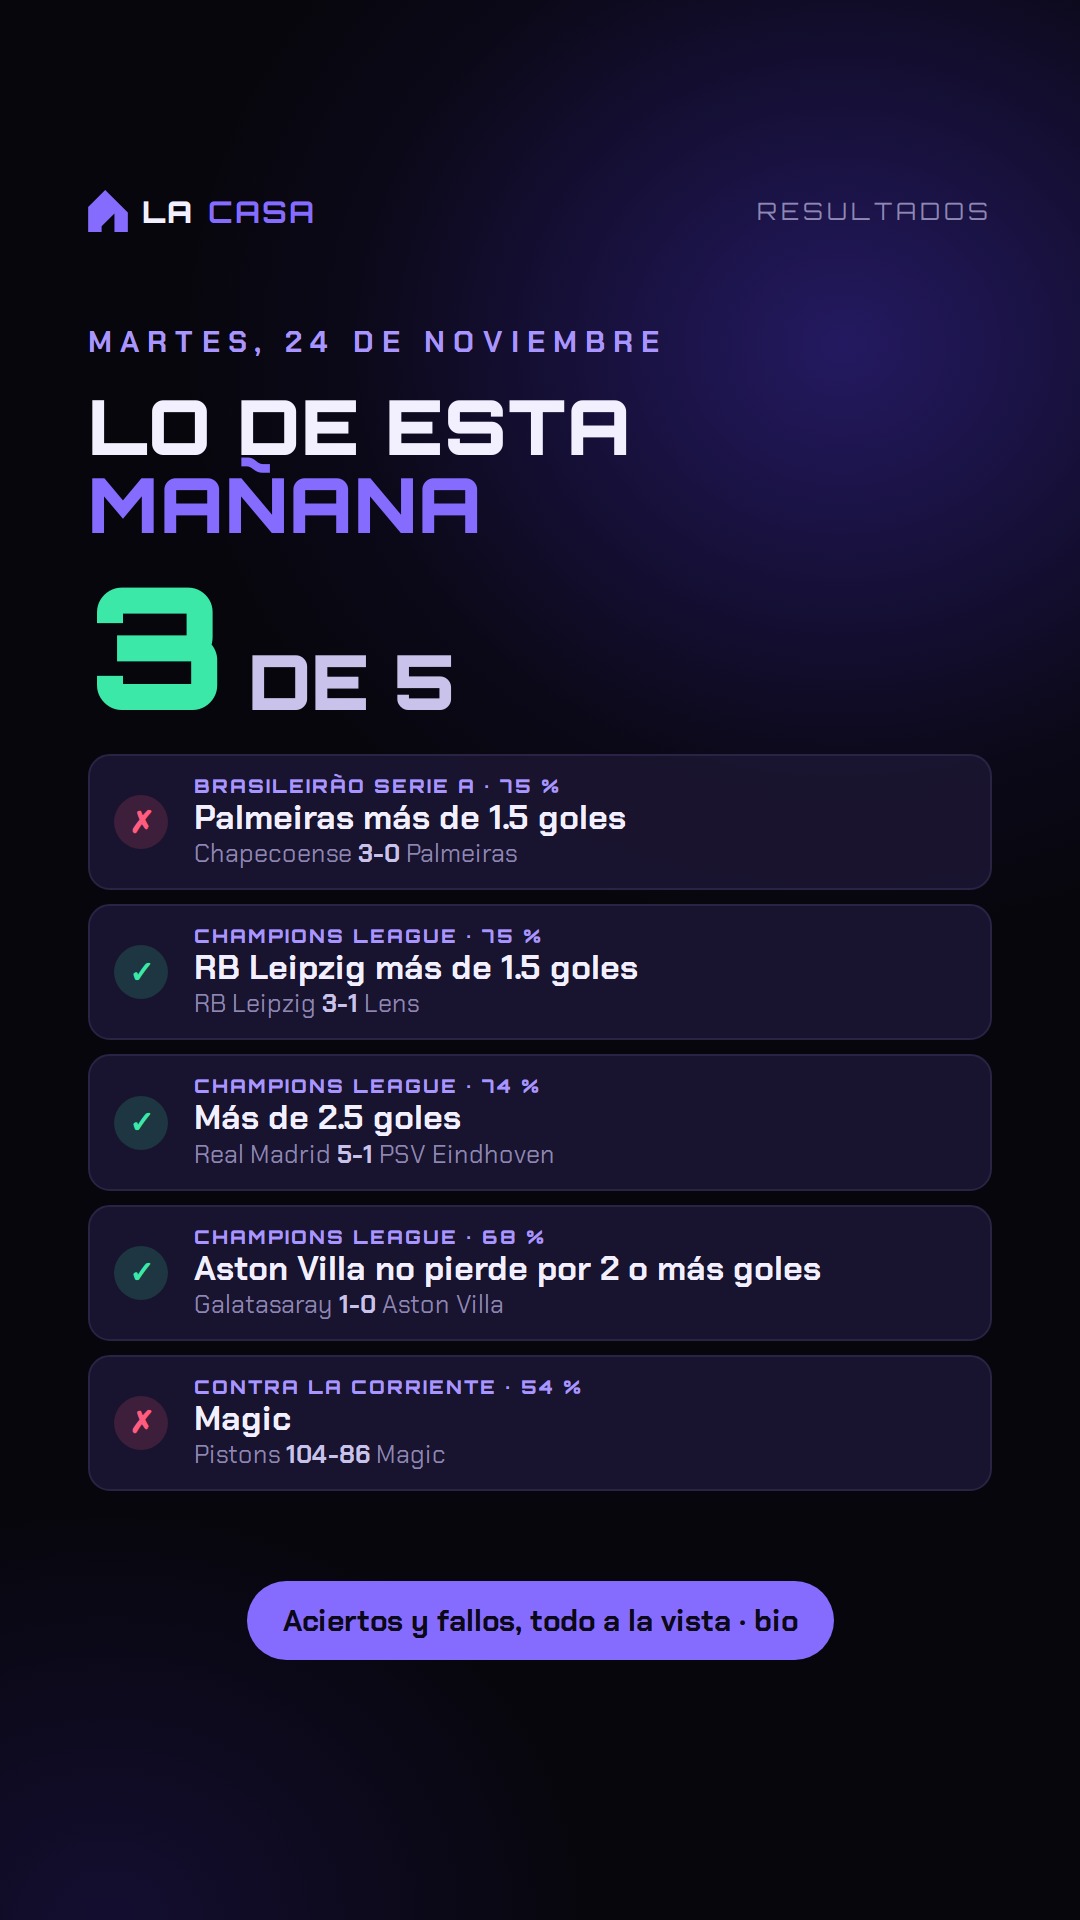 LA CASA
RESULTADOS
MARTES, 24 DE NOVIEMBRE
LO DE ESTA
MAÑANA
3 DE 5
BRASILEIRÃO SERIE A · 75 %
✗ Palmeiras más de 1.5 goles
Chapecoense 3-0 Palmeiras
CHAMPIONS LEAGUE · 75 %
✓ RB Leipzig más de 1.5 goles
RB Leipzig 3-1 Lens
CHAMPIONS LEAGUE · 74 %
✓ Más de 2.5 goles
Real Madrid 5-1 PSV Eindhoven
CHAMPIONS LEAGUE · 68 %
✓ Aston Villa no pierde por 2 o más goles
Galatasaray 1-0 Aston Villa
CONTRA LA CORRIENTE · 54 %
✗ Magic
Pistons 104-86 Magic
Aciertos y fallos, todo a la vista · bio